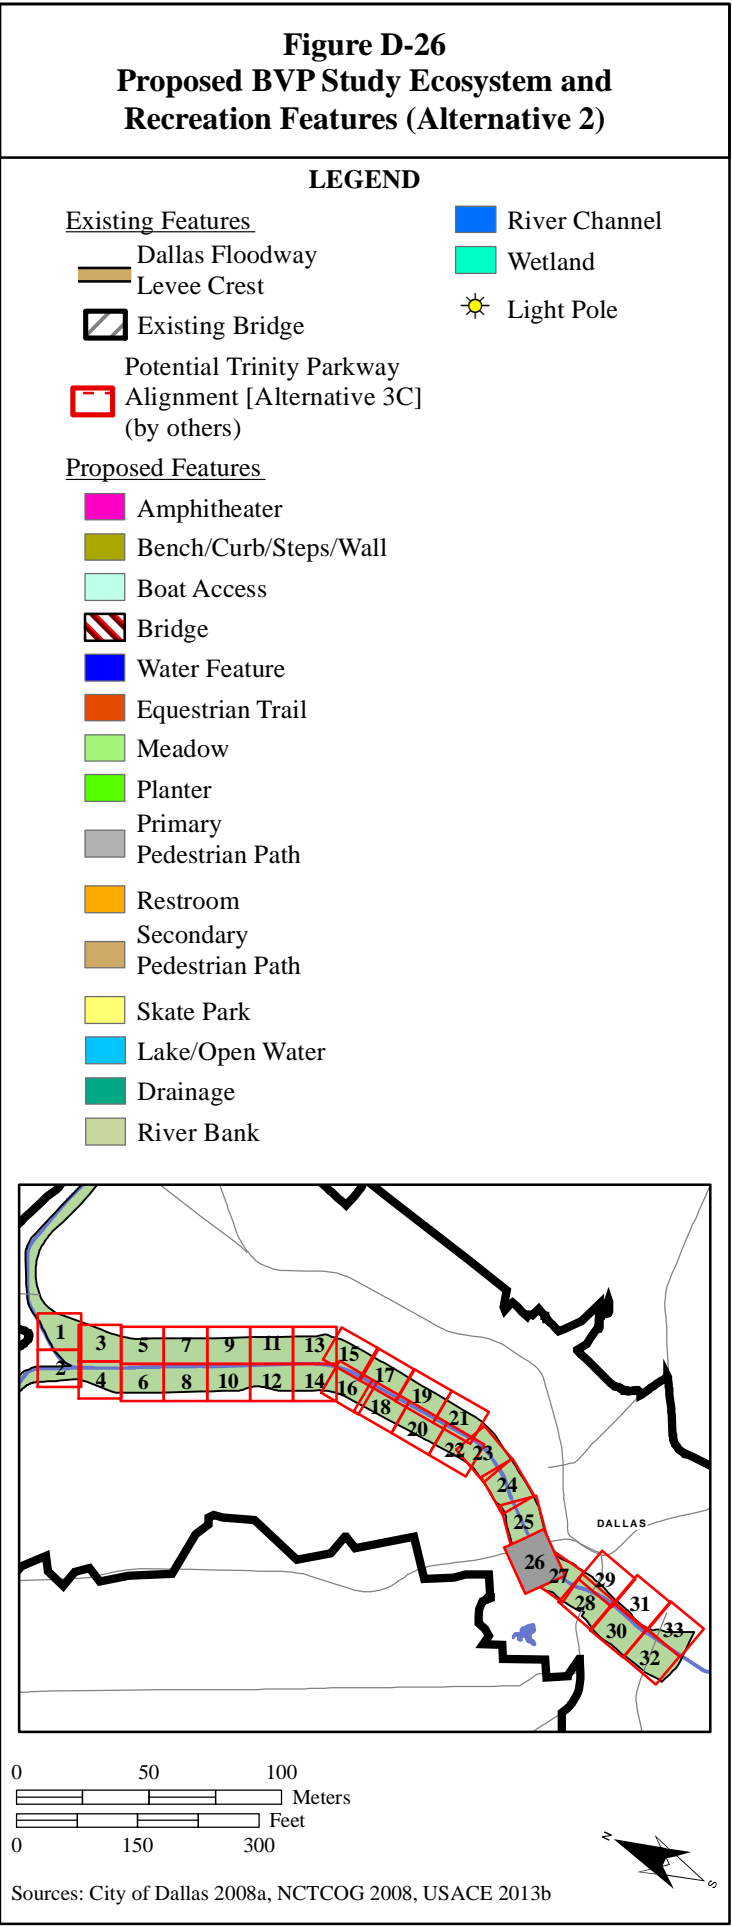 Figure D-26
Proposed BVP Study Ecosystem and
Recreation Features (Alternative 2)
LEGEND
Existing Features
Dallas Floodway
Levee Crest
Existing Bridge
Potential Trinity Parkway
Alignment [Alternative 3C]
(by others)
Proposed Features
Amphitheater
Bench/Curb/Steps/Wall
Boat Access
Bridge
Water Feature
Equestrian Trail
Meadow
Planter
Primary
Pedestrian Path
Restroom
Secondary
Pedestrian Path
Skate Park
Lake/Open Water
Drainage
River Bank
River Channel
Wetland
Light Pole
1
2
3
4
5
6
7
8
9
10
11
12
13
14
15
16
17
18
19
20
21
22
23
24
25
26
27
28
29
30
31
32
33
DALLAS
0 50 100
Meters
Feet
0 150 300
N
S
Sources: City of Dallas 2008a, NCTCOG 2008, USACE 2013b